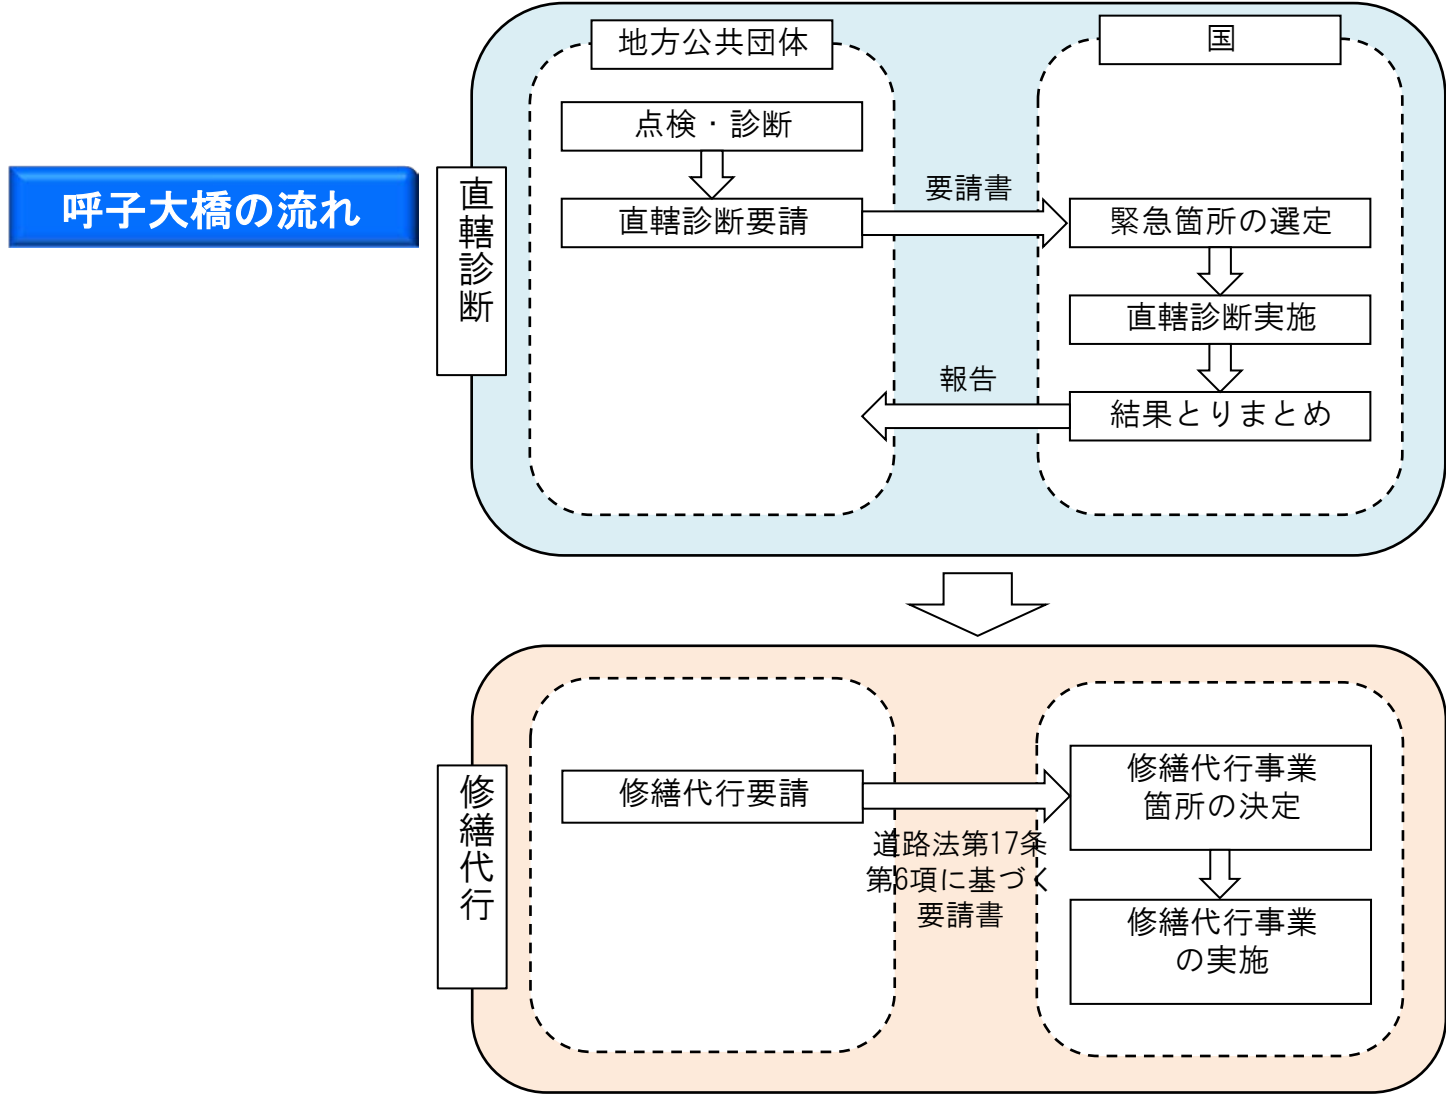 呼子大橋の流れ
直轄診断
地方公共団体
国
点検・診断
直轄診断要請
要請書
緊急箇所の選定
直轄診断実施
報告
結果とりまとめ
修繕代行
修繕代行要請
道路法第17条
第6項に基づく
要請書
修繕代行事業
箇所の決定
修繕代行事業
の実施